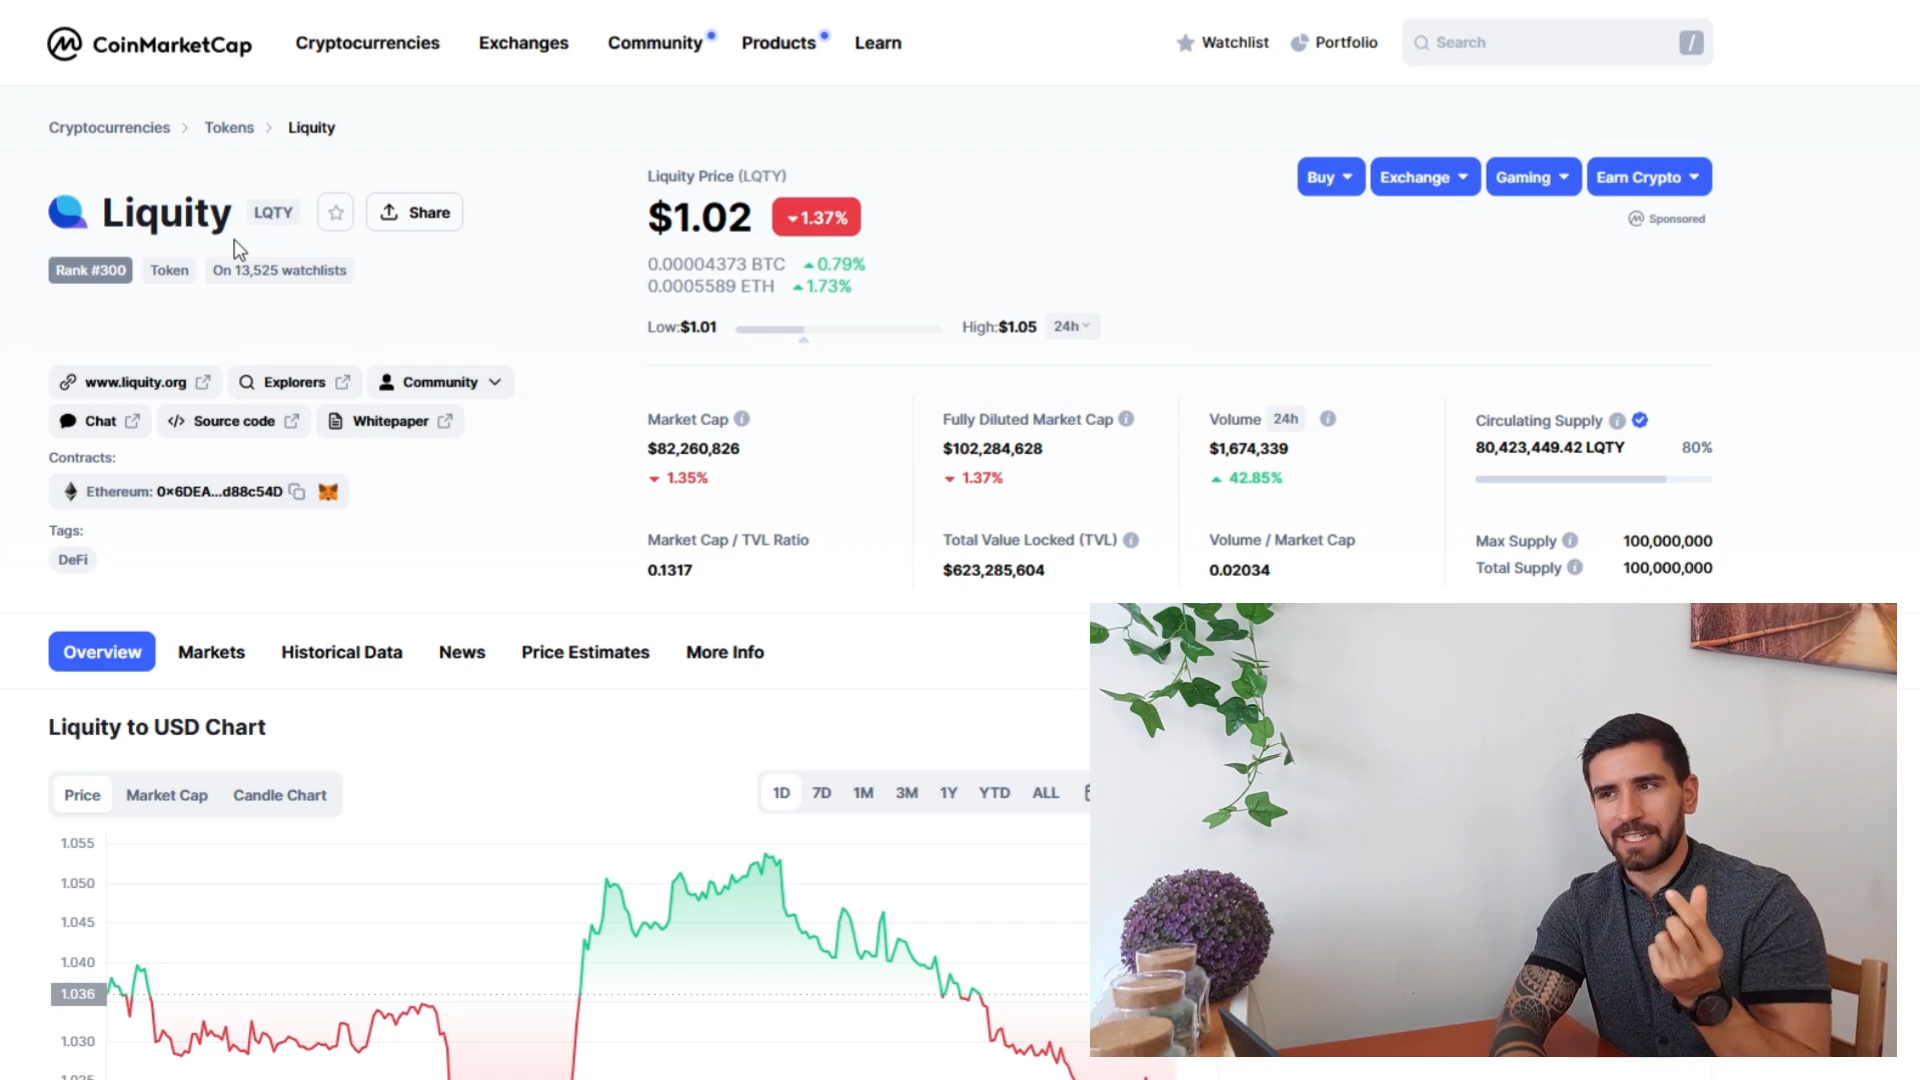 CoinMarketCap
Cryptocurrencies
Exchanges
Community
Products
Learn
Watchlist
Portfolio
Search
/
Cryptocurrencies > Tokens > Liquity
Liquity
LQTY
Share
Rank #300
Token
On 13,525 watchlists
www.liquity.org
Explorers
Community
Chat
Source code
Whitepaper
Contracts:
Ethereum: 0x6DEA...d88c54D
Tags:
DeFi
Liquity Price (LQTY)
$1.02
1.37%
0.00004373 BTC 0.79%
0.0005589 ETH 1.73%
Low:$1.01
High:$1.05
24h
Buy
Exchange
Gaming
Earn Crypto
Sponsored
Market Cap
$82,260,826
1.35%
Fully Diluted Market Cap
$102,284,628
1.37%
Volume 24h
$1,674,339
42.85%
Circulating Supply
80,423,449.42 LQTY 80%
Market Cap / TVL Ratio
0.1317
Total Value Locked (TVL)
$623,285,604
Volume / Market Cap
0.02034
Max Supply 100,000,000
Total Supply 100,000,000
Overview
Markets
Historical Data
News
Price Estimates
More Info
Liquity to USD Chart
Price
Market Cap
Candle Chart
1D
7D
1M
3M
1Y
YTD
ALL
1.055
1.050
1.045
1.040
1.036
1.030